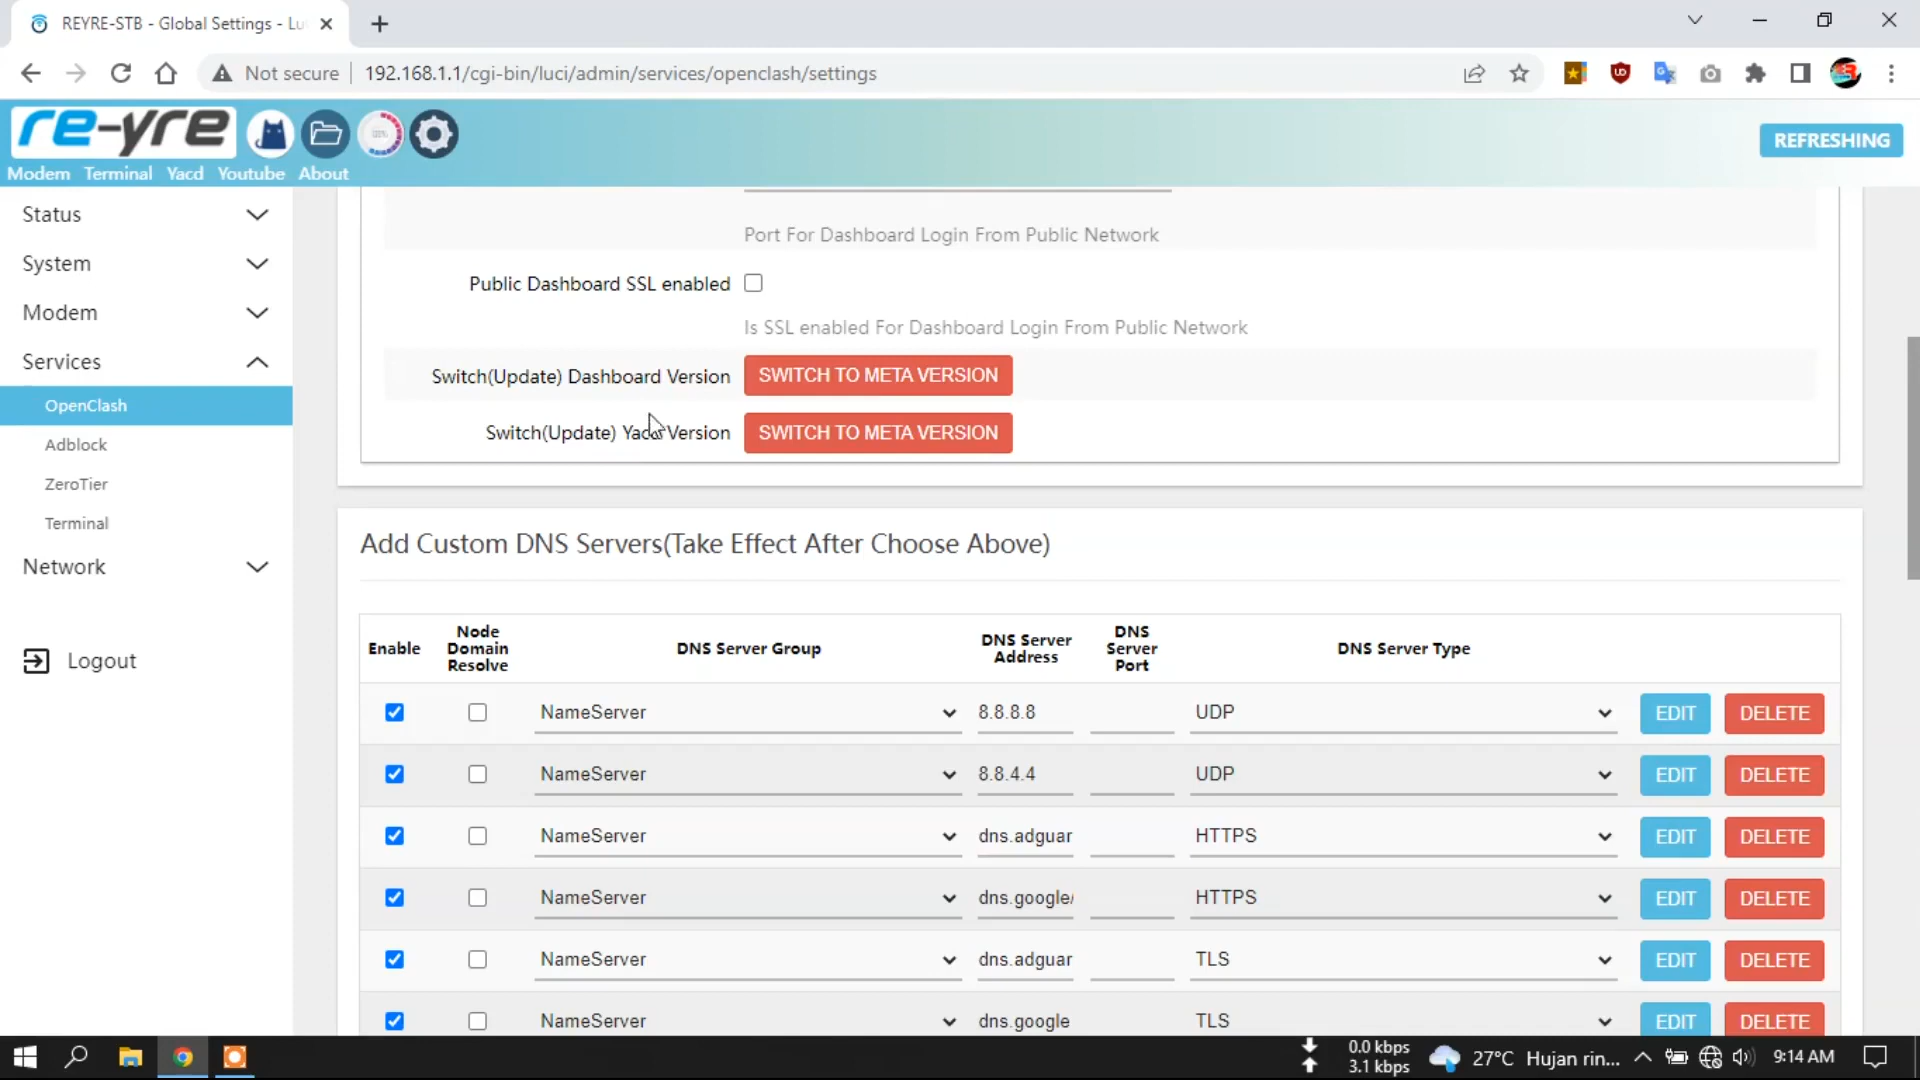 REYRE-STB - Global Settings - Lu
Not secure
192.168.1.1/cgi-bin/luci/admin/services/openclash/settings
re-yre
REFRESHING
Modem Terminal Yacd Youtube About
Status
System
Modem
Services
OpenClash
Adblock
ZeroTier
Terminal
Network
Logout
Port For Dashboard Login From Public Network
Public Dashboard SSL enabled
Is SSL enabled For Dashboard Login From Public Network
Switch(Update) Dashboard Version SWITCH TO META VERSION
Switch(Update) Yacd Version SWITCH TO META VERSION
Add Custom DNS Servers(Take Effect After Choose Above)
Enable Node Domain Resolve DNS Server Group DNS Server Address DNS Server Port DNS Server Type
NameServer 8.8.8.8 UDP EDIT DELETE
NameServer 8.8.4.4 UDP EDIT DELETE
NameServer dns.adguar HTTPS EDIT DELETE
NameServer dns.google/ HTTPS EDIT DELETE
NameServer dns.adguar TLS EDIT DELETE
NameServer dns.google TLS EDIT DELETE
0.0 kbps
3.1 kbps
27°C Hujan rin...
9:14 AM